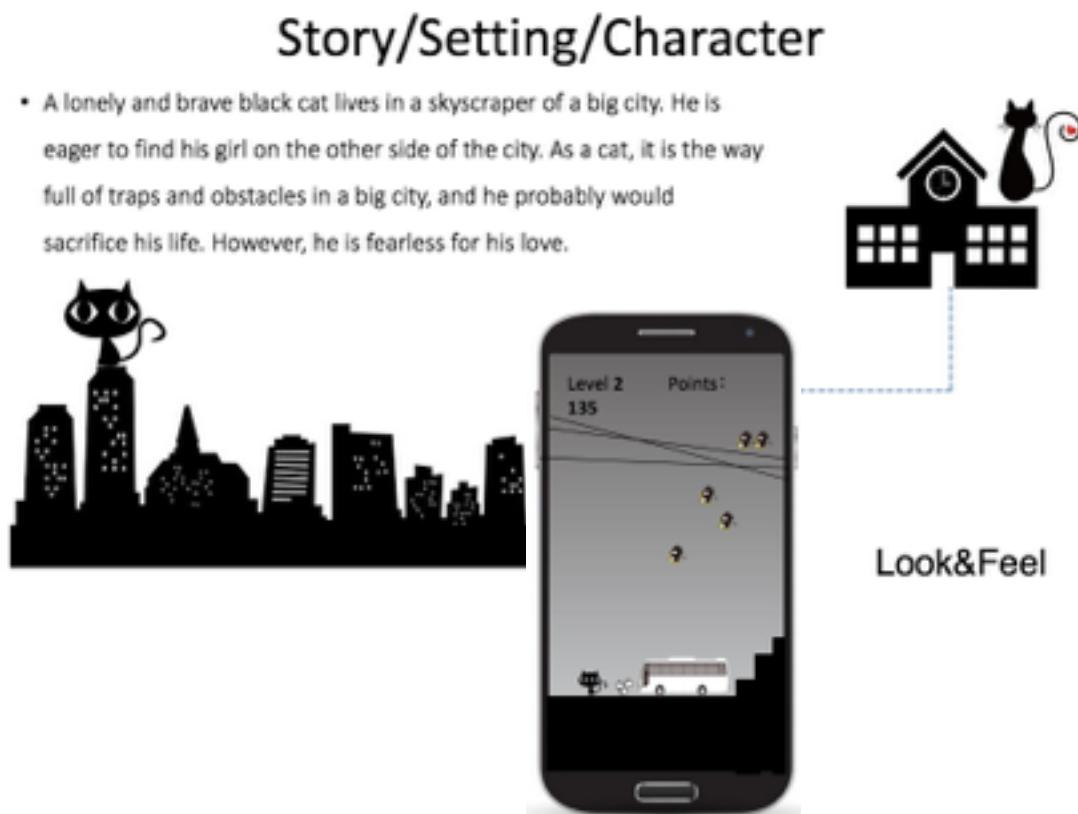 Story/Setting/Character
• A lonely and brave black cat lives in a skyscraper of a big city. He is
eager to find his girl on the other side of the city. As a cat, it is the way
full of traps and obstacles in a big city, and he probably would
sacrifice his life. However, he is fearless for his love.
Level 2 Points:
135
Look&Feel